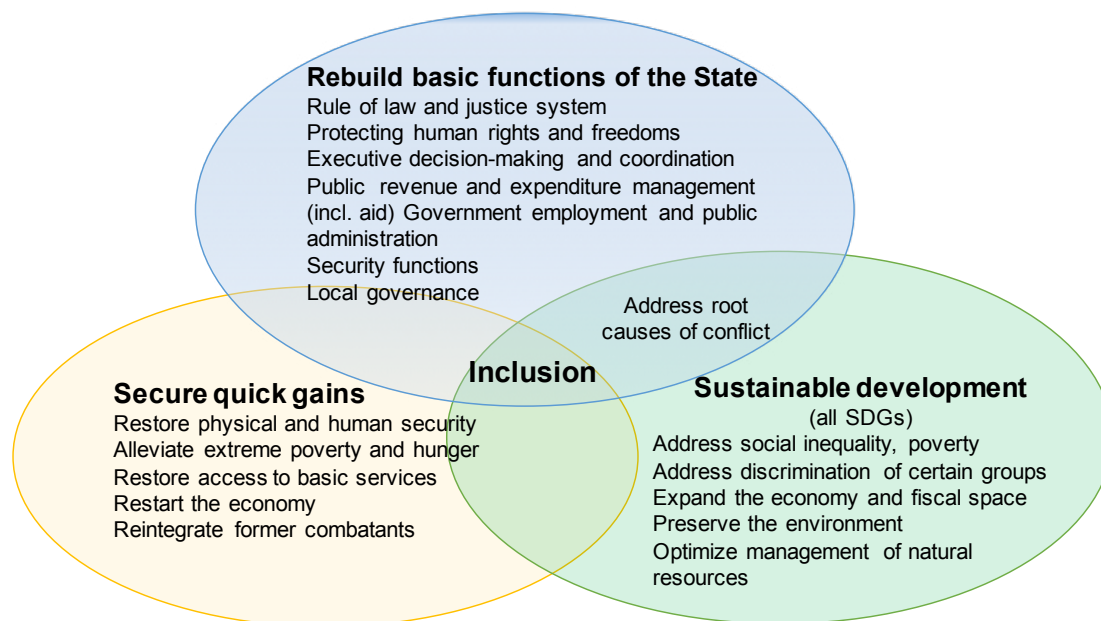 Rebuild basic functions of the State
Rule of law and justice system
Protecting human rights and freedoms
Executive decision-making and coordination
Public revenue and expenditure management
(incl. aid) Government employment and public
administration
Security functions
Local governance
Address root
causes of conflict
Inclusion
Secure quick gains
Restore physical and human security
Alleviate extreme poverty and hunger
Restore access to basic services
Restart the economy
Reintegrate former combatants
Sustainable development
(all SDGs)
Address social inequality, poverty
Address discrimination of certain groups
Expand the economy and fiscal space
Preserve the environment
Optimize management of natural
resources